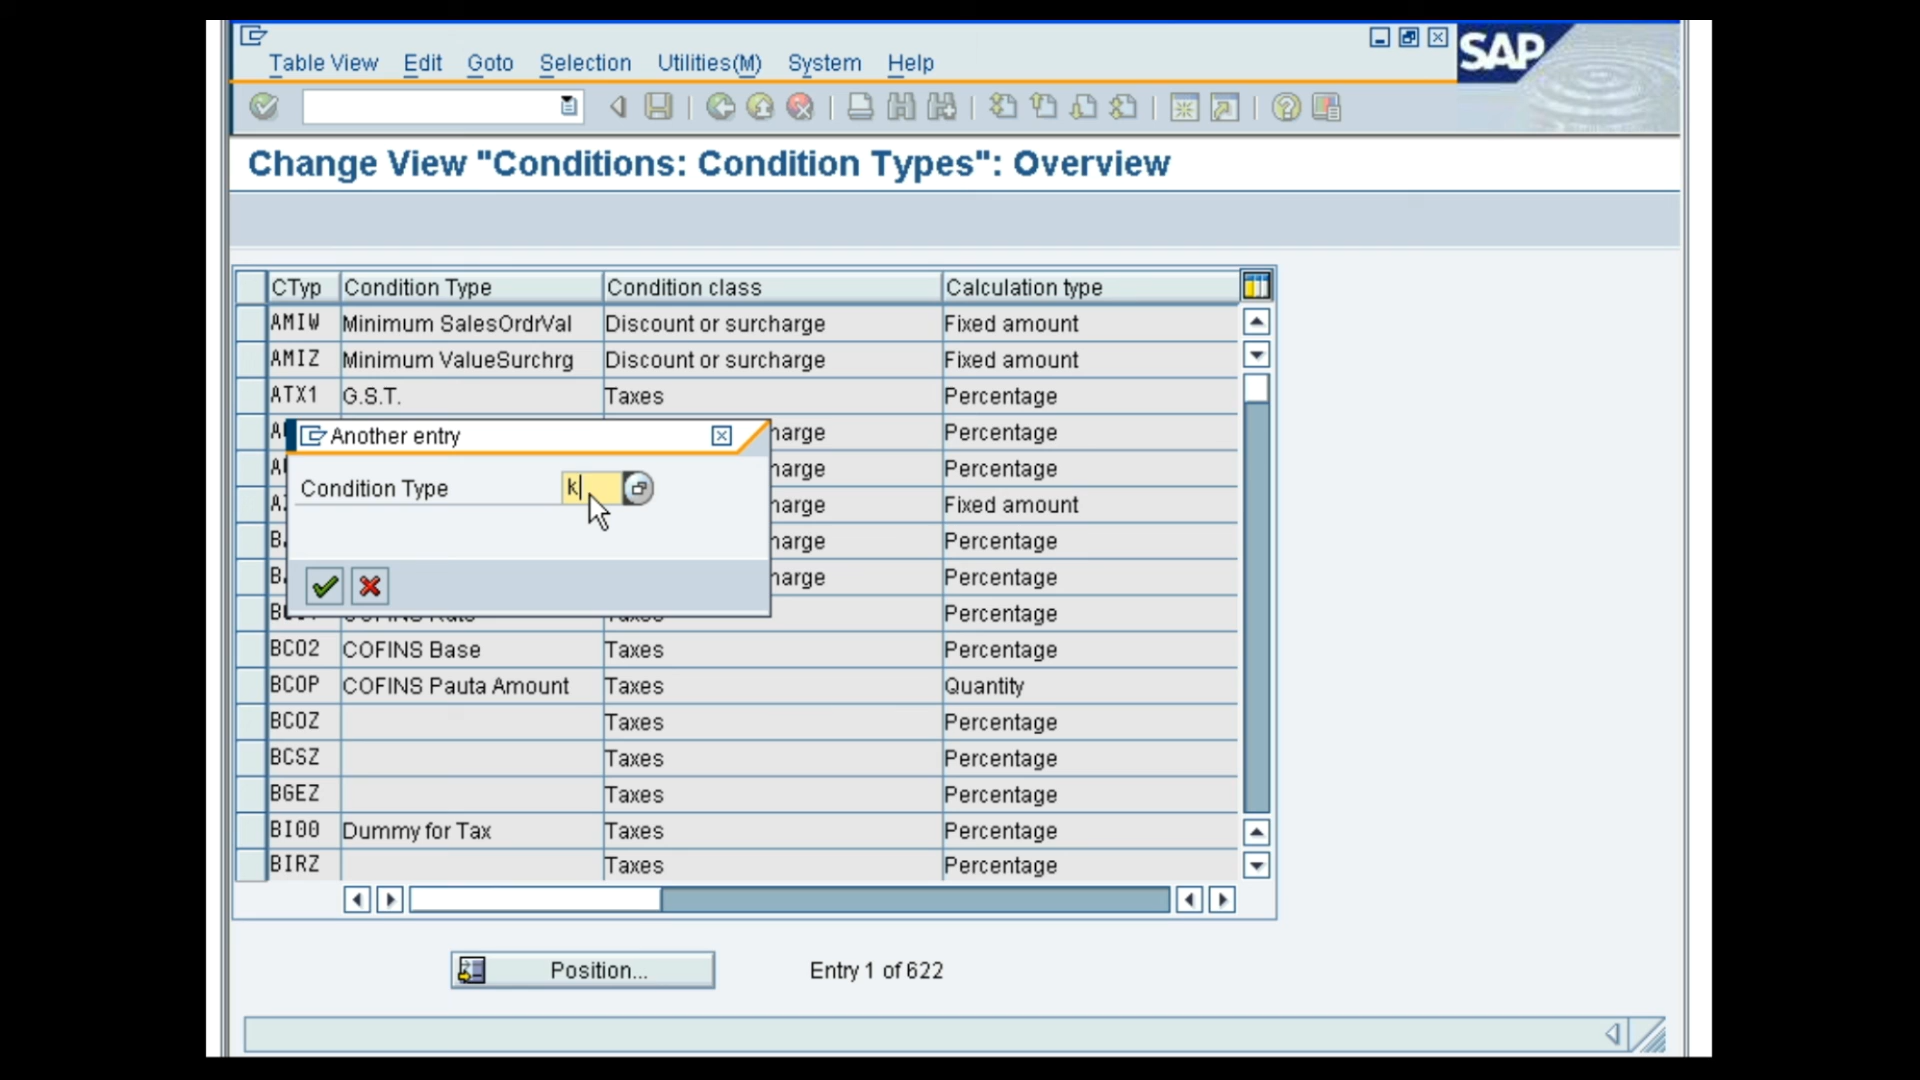 Table View Edit Goto Selection Utilities(M) System Help
SAP
Change View "Conditions: Condition Types": Overview
CTyp Condition Type Condition class Calculation type
AMIW Minimum SalesOrdrVal Discount or surcharge Fixed amount
AMIZ Minimum ValueSurchrg Discount or surcharge Fixed amount
ATX1 G.S.T. Taxes Percentage
harge Percentage
harge Percentage
harge Fixed amount
harge Percentage
harge Percentage
Another entry
Condition Type k
Percentage
BCO2 COFINS Base Taxes Percentage
BCOP COFINS Pauta Amount Taxes Quantity
BCOZ Taxes Percentage
BCSZ Taxes Percentage
BGEZ Taxes Percentage
BI00 Dummy for Tax Taxes Percentage
BIRZ Taxes Percentage
Position... Entry 1 of 622